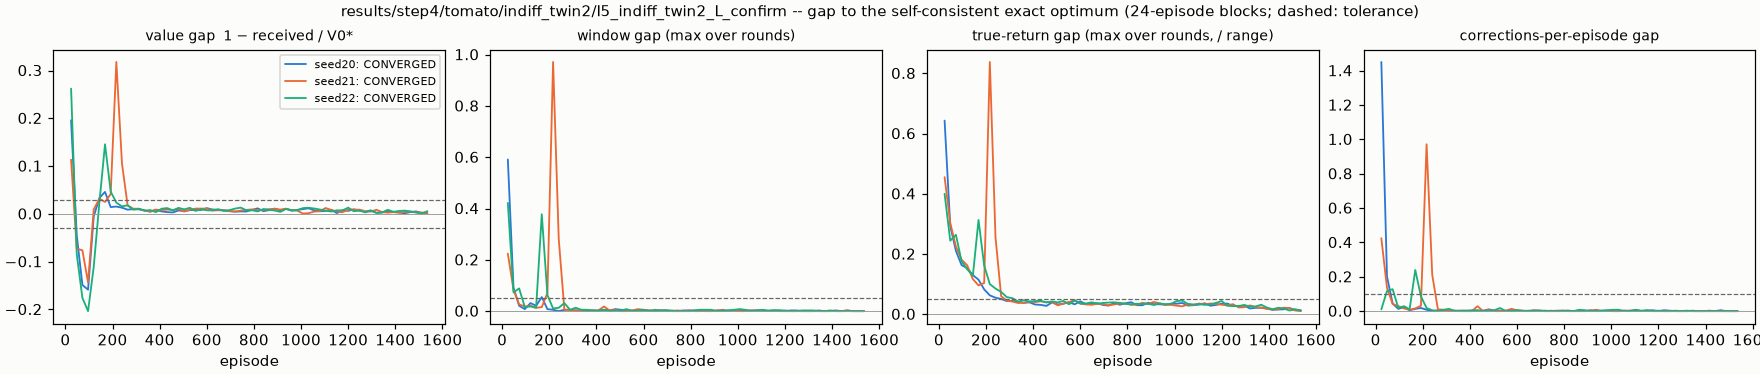 results/step4/tomato/indiff_twin2/l5_indiff_twin2_L_confirm -- gap to the self-consistent exact optimum (24-episode blocks; dashed: tolerance)
value gap 1 − received / V0*
0.3
0.2
0.1
0.0
−0.1
−0.2
0 200 400 600 800 1000 1200 1400 1600
episode
seed20: CONVERGED
seed21: CONVERGED
seed22: CONVERGED
window gap (max over rounds)
1.0
0.8
0.6
0.4
0.2
0.0
0 200 400 600 800 1000 1200 1400 1600
episode
true-return gap (max over rounds, / range)
0.8
0.6
0.4
0.2
0.0
0 200 400 600 800 1000 1200 1400 1600
episode
corrections-per-episode gap
1.4
1.2
1.0
0.8
0.6
0.4
0.2
0.0
0 200 400 600 800 1000 1200 1400
episode